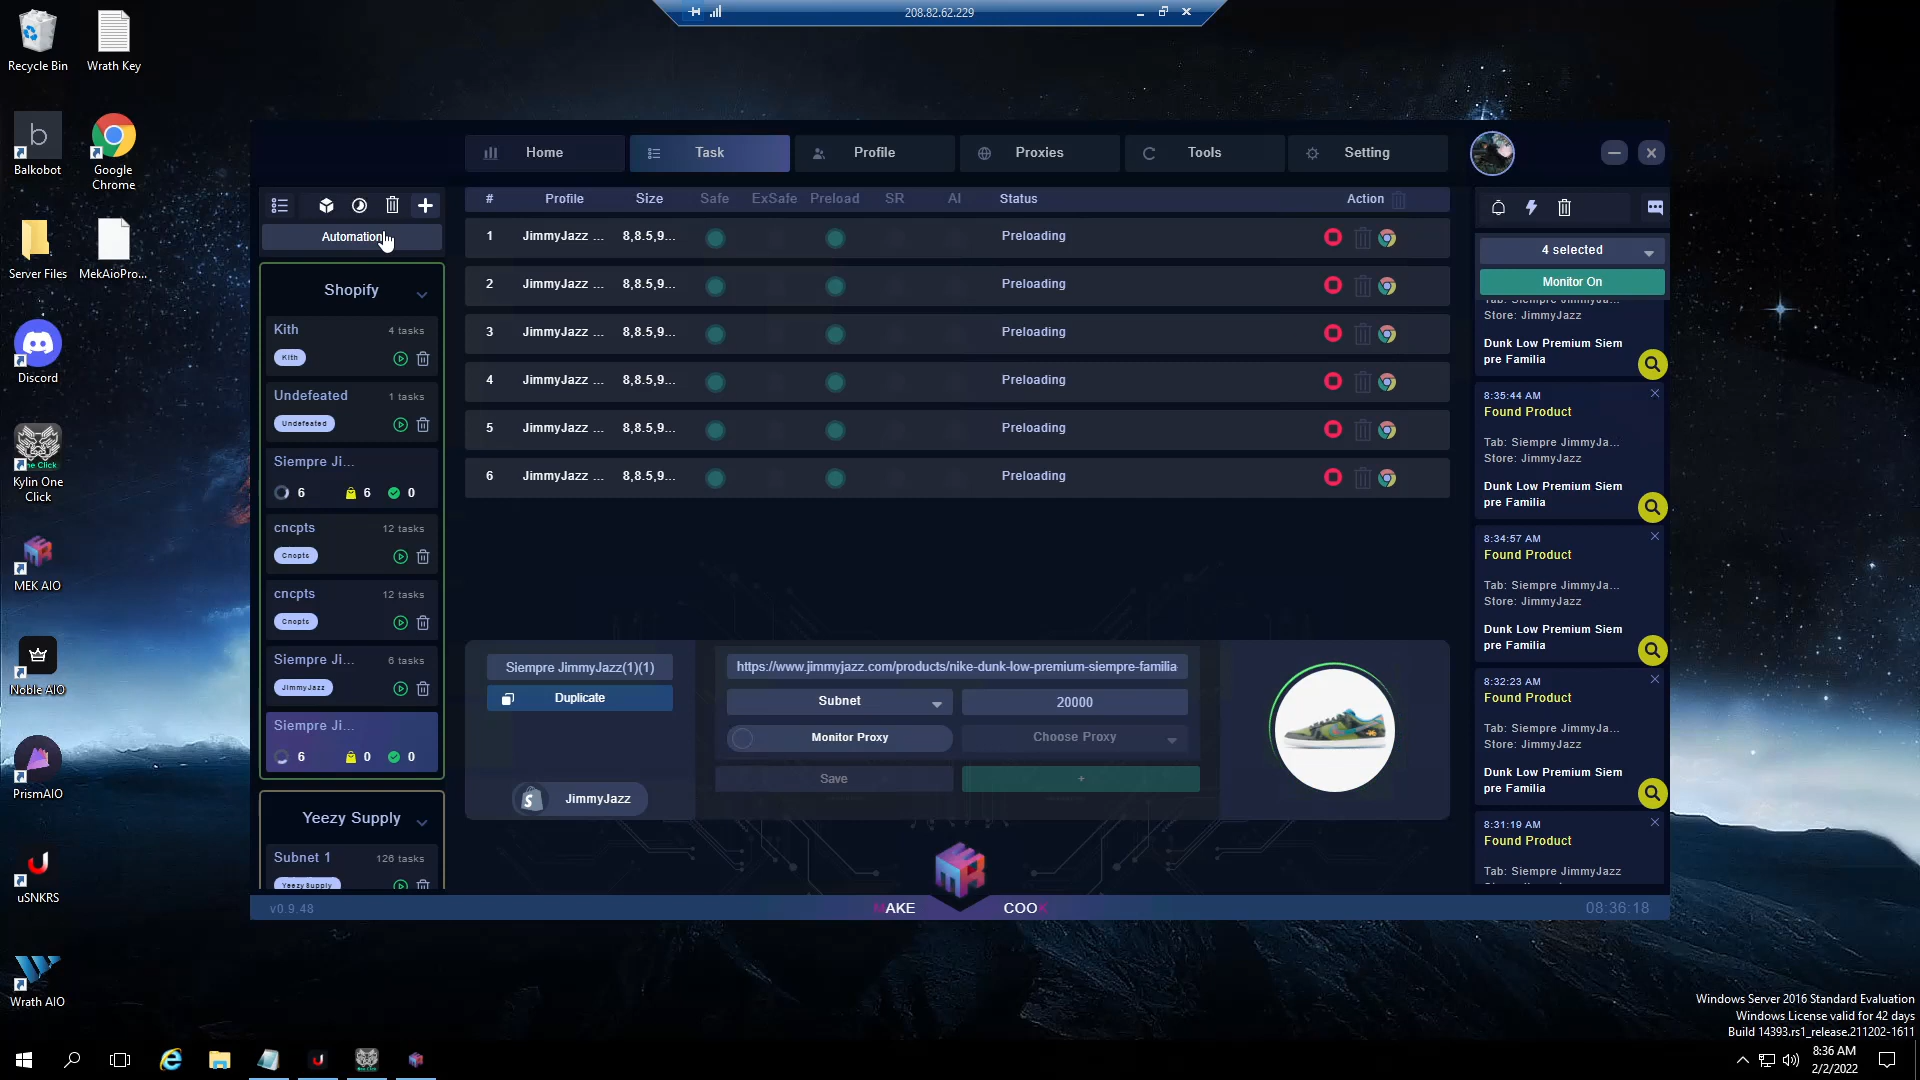 208.82.62.229
Recycle Bin
Wrath Key
Balkobot
Google
Chrome
Server Files
MekAioPro...
Discord
Kylin One
Click
MEK AIO
Noble AIO
PrismAIO
uSNKRS
Wrath AIO
Home
Task
Profile
Proxies
Tools
Setting
Automation
# Profile Size Safe ExSafe Preload SR AI Status Action
1 JimmyJazz ... 8,8.5,9... Preloading
2 JimmyJazz ... 8,8.5,9... Preloading
3 JimmyJazz ... 8,8.5,9... Preloading
4 JimmyJazz ... 8,8.5,9... Preloading
5 JimmyJazz ... 8,8.5,9... Preloading
6 JimmyJazz ... 8,8.5,9... Preloading
Shopify
Kith 4 tasks
Kith
Undefeated 1 tasks
Undefeated
Siempre Ji...
6 6 0
cncpts 12 tasks
Cncpts
cncpts 12 tasks
Cncpts
Siempre Ji... 6 tasks
JimmyJazz
Siempre Ji...
6 0 0
Yeezy Supply
Subnet 1 126 tasks
YeezySupply
Siempre JimmyJazz(1)(1)
Duplicate
JimmyJazz
https://www.jimmyjazz.com/products/nike-dunk-low-premium-siempre-familia
Subnet
20000
Monitor Proxy
Choose Proxy
Save
+
4 selected
Monitor On
Tab: Siempre JimmyJa...
Store: JimmyJazz
Dunk Low Premium Siem
pre Familia
8:35:44 AM
Found Product
Tab: Siempre JimmyJa...
Store: JimmyJazz
Dunk Low Premium Siem
pre Familia
8:34:57 AM
Found Product
Tab: Siempre JimmyJa...
Store: JimmyJazz
Dunk Low Premium Siem
pre Familia
8:32:23 AM
Found Product
Tab: Siempre JimmyJa...
Store: JimmyJazz
Dunk Low Premium Siem
pre Familia
8:31:19 AM
Found Product
Tab: Siempre JimmyJazz
v0.9.48
MAKE
COOK
08:36:18
Windows Server 2016 Standard Evaluation
Windows License valid for 42 days
Build 14393.rs1_release.211202-1611
8:36 AM
2/2/2022